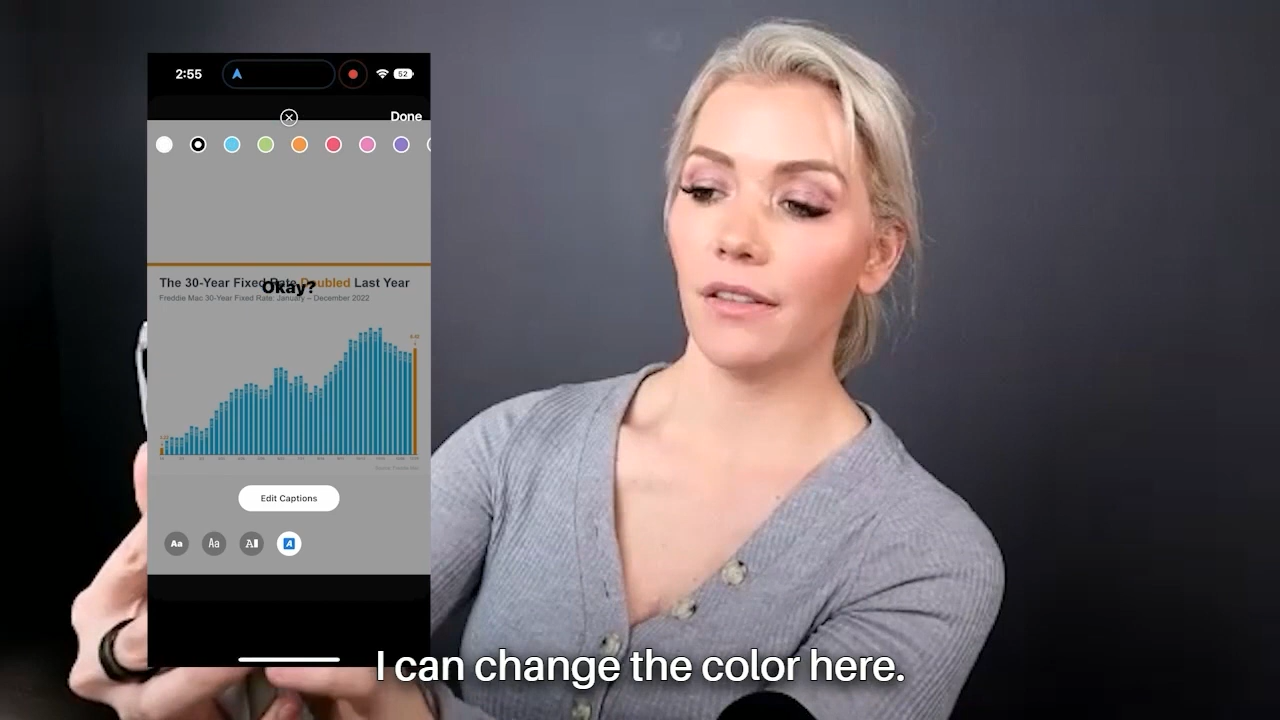 2:55
52
Done
The 30-Year Fixed Rate Doubled Last Year
Okay?
Freddie Mac 30-Year Fixed Rate: January – December 2022
Edit Captions
Aa
Aa
A
A
I can change the color here.